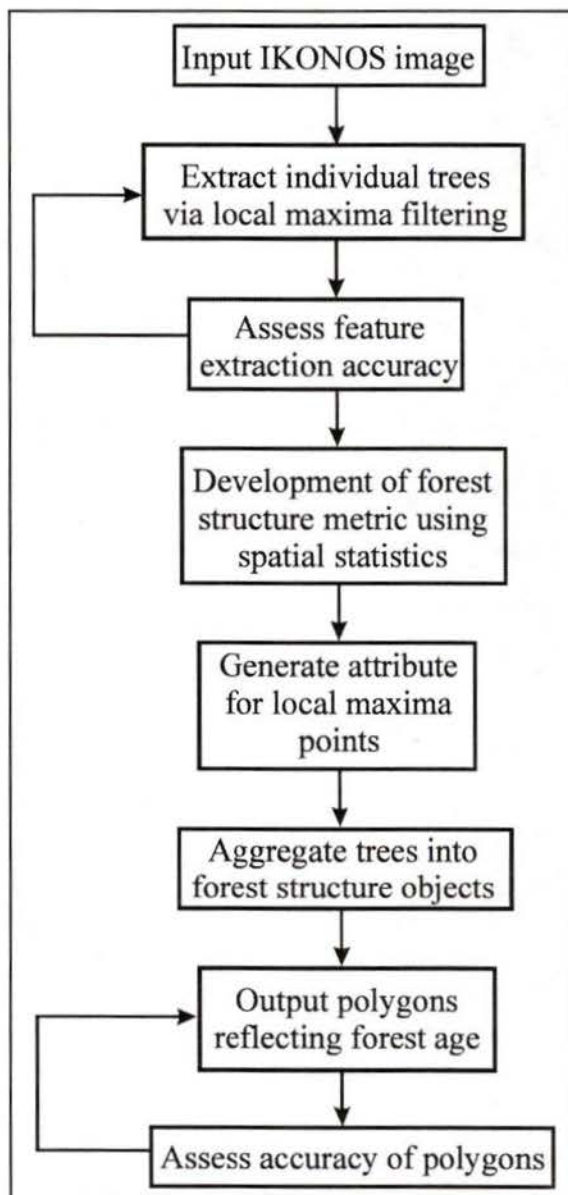 Input IKONOS image
Extract individual trees
via local maxima filtering
Assess feature
extraction accuracy
Development of forest
structure metric using
spatial statistics
Generate attribute
for local maxima
points
Aggregate trees into
forest structure objects
Output polygons
reflecting forest age
Assess accuracy of polygons